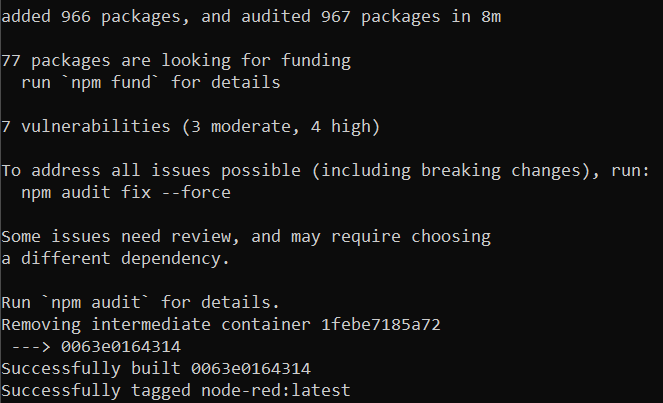 added 966 packages, and audited 967 packages in 8m
77 packages are looking for funding
run `npm fund` for details
7 vulnerabilities (3 moderate, 4 high)
To address all issues possible (including breaking changes), run:
npm audit fix --force
Some issues need review, and may require choosing
a different dependency.
Run `npm audit` for details.
Removing intermediate container 1febe7185a72
---> 0063e0164314
Successfully built 0063e0164314
Successfully tagged node-red:latest